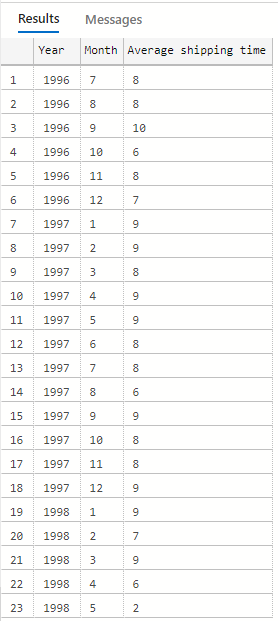 Results Messages
Year Month Average shipping time
1 1996 7 8
2 1996 8 8
3 1996 9 10
4 1996 10 6
5 1996 11 8
6 1996 12 7
7 1997 1 9
8 1997 2 9
9 1997 3 8
10 1997 4 9
11 1997 5 9
12 1997 6 8
13 1997 7 8
14 1997 8 6
15 1997 9 9
16 1997 10 8
17 1997 11 8
18 1997 12 9
19 1998 1 9
20 1998 2 7
21 1998 3 9
22 1998 4 6
23 1998 5 2